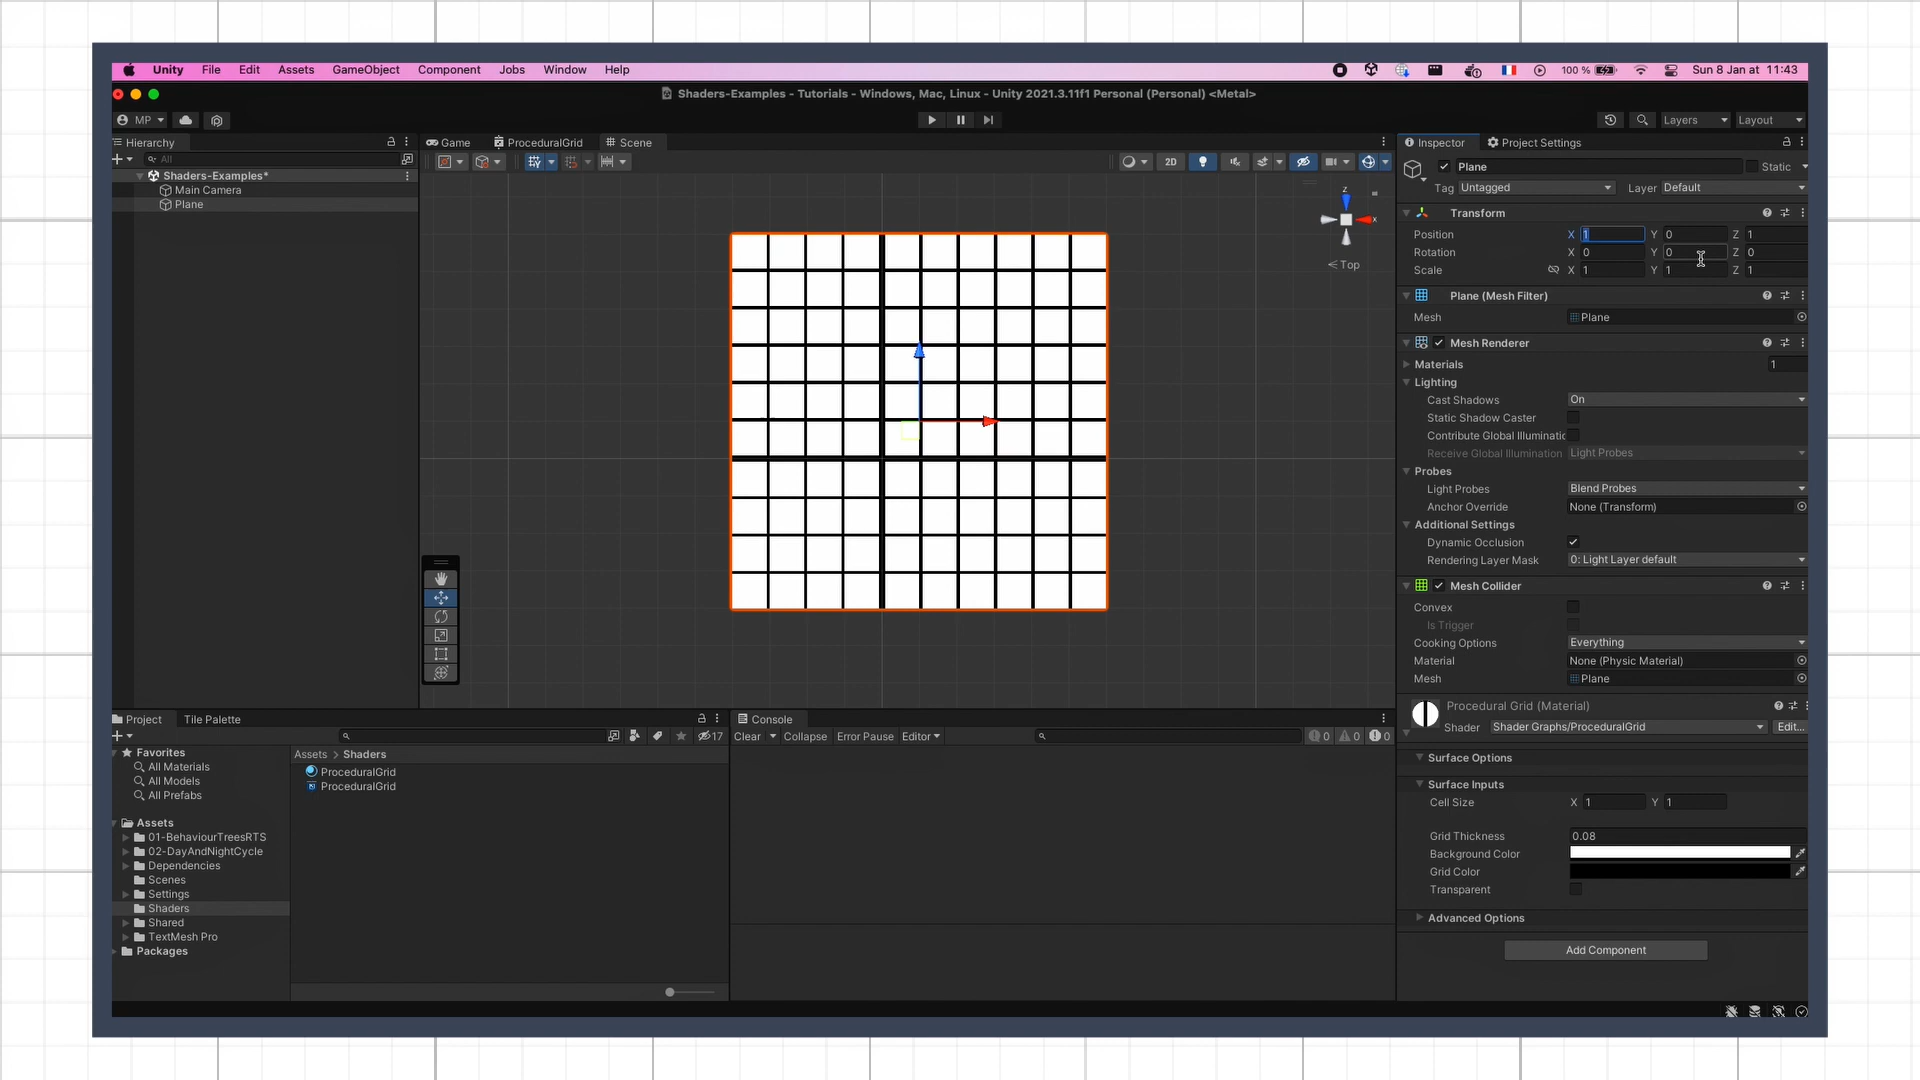 Unity File Edit Assets GameObject Component Jobs Window Help 100 % Sun 8 Jan at 11:43
Shaders-Examples - Tutorials - Windows, Mac, Linux - Unity 2021.3.11f1 Personal (Personal) <Metal>
MP Layers Layout
Hierarchy Game ProceduralGrid Scene Inspector Project Settings
All 2D
Shaders-Examples*
Main Camera
Plane
z
x
< Top
Plane Static
Tag Untagged Layer Default
Transform
Position X 1 Y 0 Z 1
Rotation X 0 Y 0 Z 0
Scale X 1 Y 1 Z 1
Plane (Mesh Filter)
Mesh Plane
Mesh Renderer
Materials 1
Lighting
Cast Shadows On
Static Shadow Caster
Contribute Global Illuminatic
Receive Global Illumination Light Probes
Probes
Light Probes Blend Probes
Anchor Override None (Transform)
Additional Settings
Dynamic Occlusion
Rendering Layer Mask 0: Light Layer default
Mesh Collider
Convex
Is Trigger
Cooking Options Everything
Material None (Physic Material)
Mesh Plane
Procedural Grid (Material)
Shader Shader Graphs/ProceduralGrid Edit...
Surface Options
Surface Inputs
Cell Size X 1 Y 1
Grid Thickness 0.08
Background Color
Grid Color
Transparent
Advanced Options
Add Component
Project Tile Palette
17
Favorites
All Materials
All Models
All Prefabs
Assets
01-BehaviourTreesRTS
02-DayAndNightCycle
Dependencies
Scenes
Settings
Shaders
Shared
TextMesh Pro
Packages
Assets > Shaders
ProceduralGrid
ProceduralGrid
Console
Clear Collapse Error Pause Editor 0 0 0